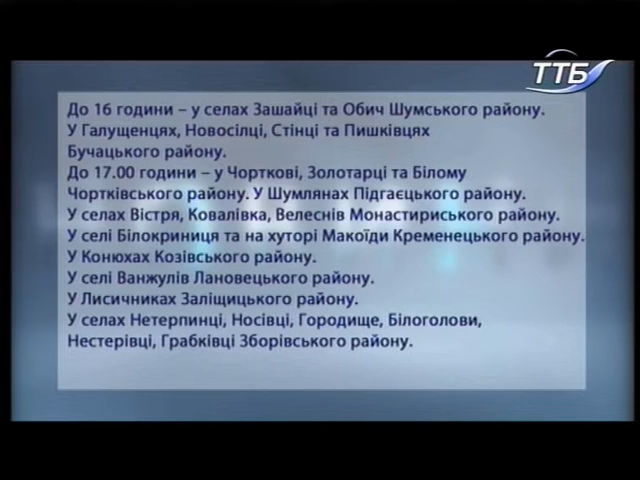 ТТБ
До 16 години – у селах Зашайці та Обич Шумського району.
У Галущенцях, Новосілці, Стінці та Пишківцях
Бучацького району.
До 17.00 години – у Чорткові, Золотарці та Білому
Чортківського району. У Шумлянах Підгаєцького району.
У селах Вістря, Ковалівка, Велеснів Монастириського району.
У селі Білокриниця та на хуторі Макоїди Кременецького району.
У Конюхах Козівського району.
У селі Ванжулів Лановецького району.
У Лисичниках Заліщицького району.
У селах Нетерпинці, Носівці, Городище, Білоголови,
Нестерівці, Грабківці Зборівського району.